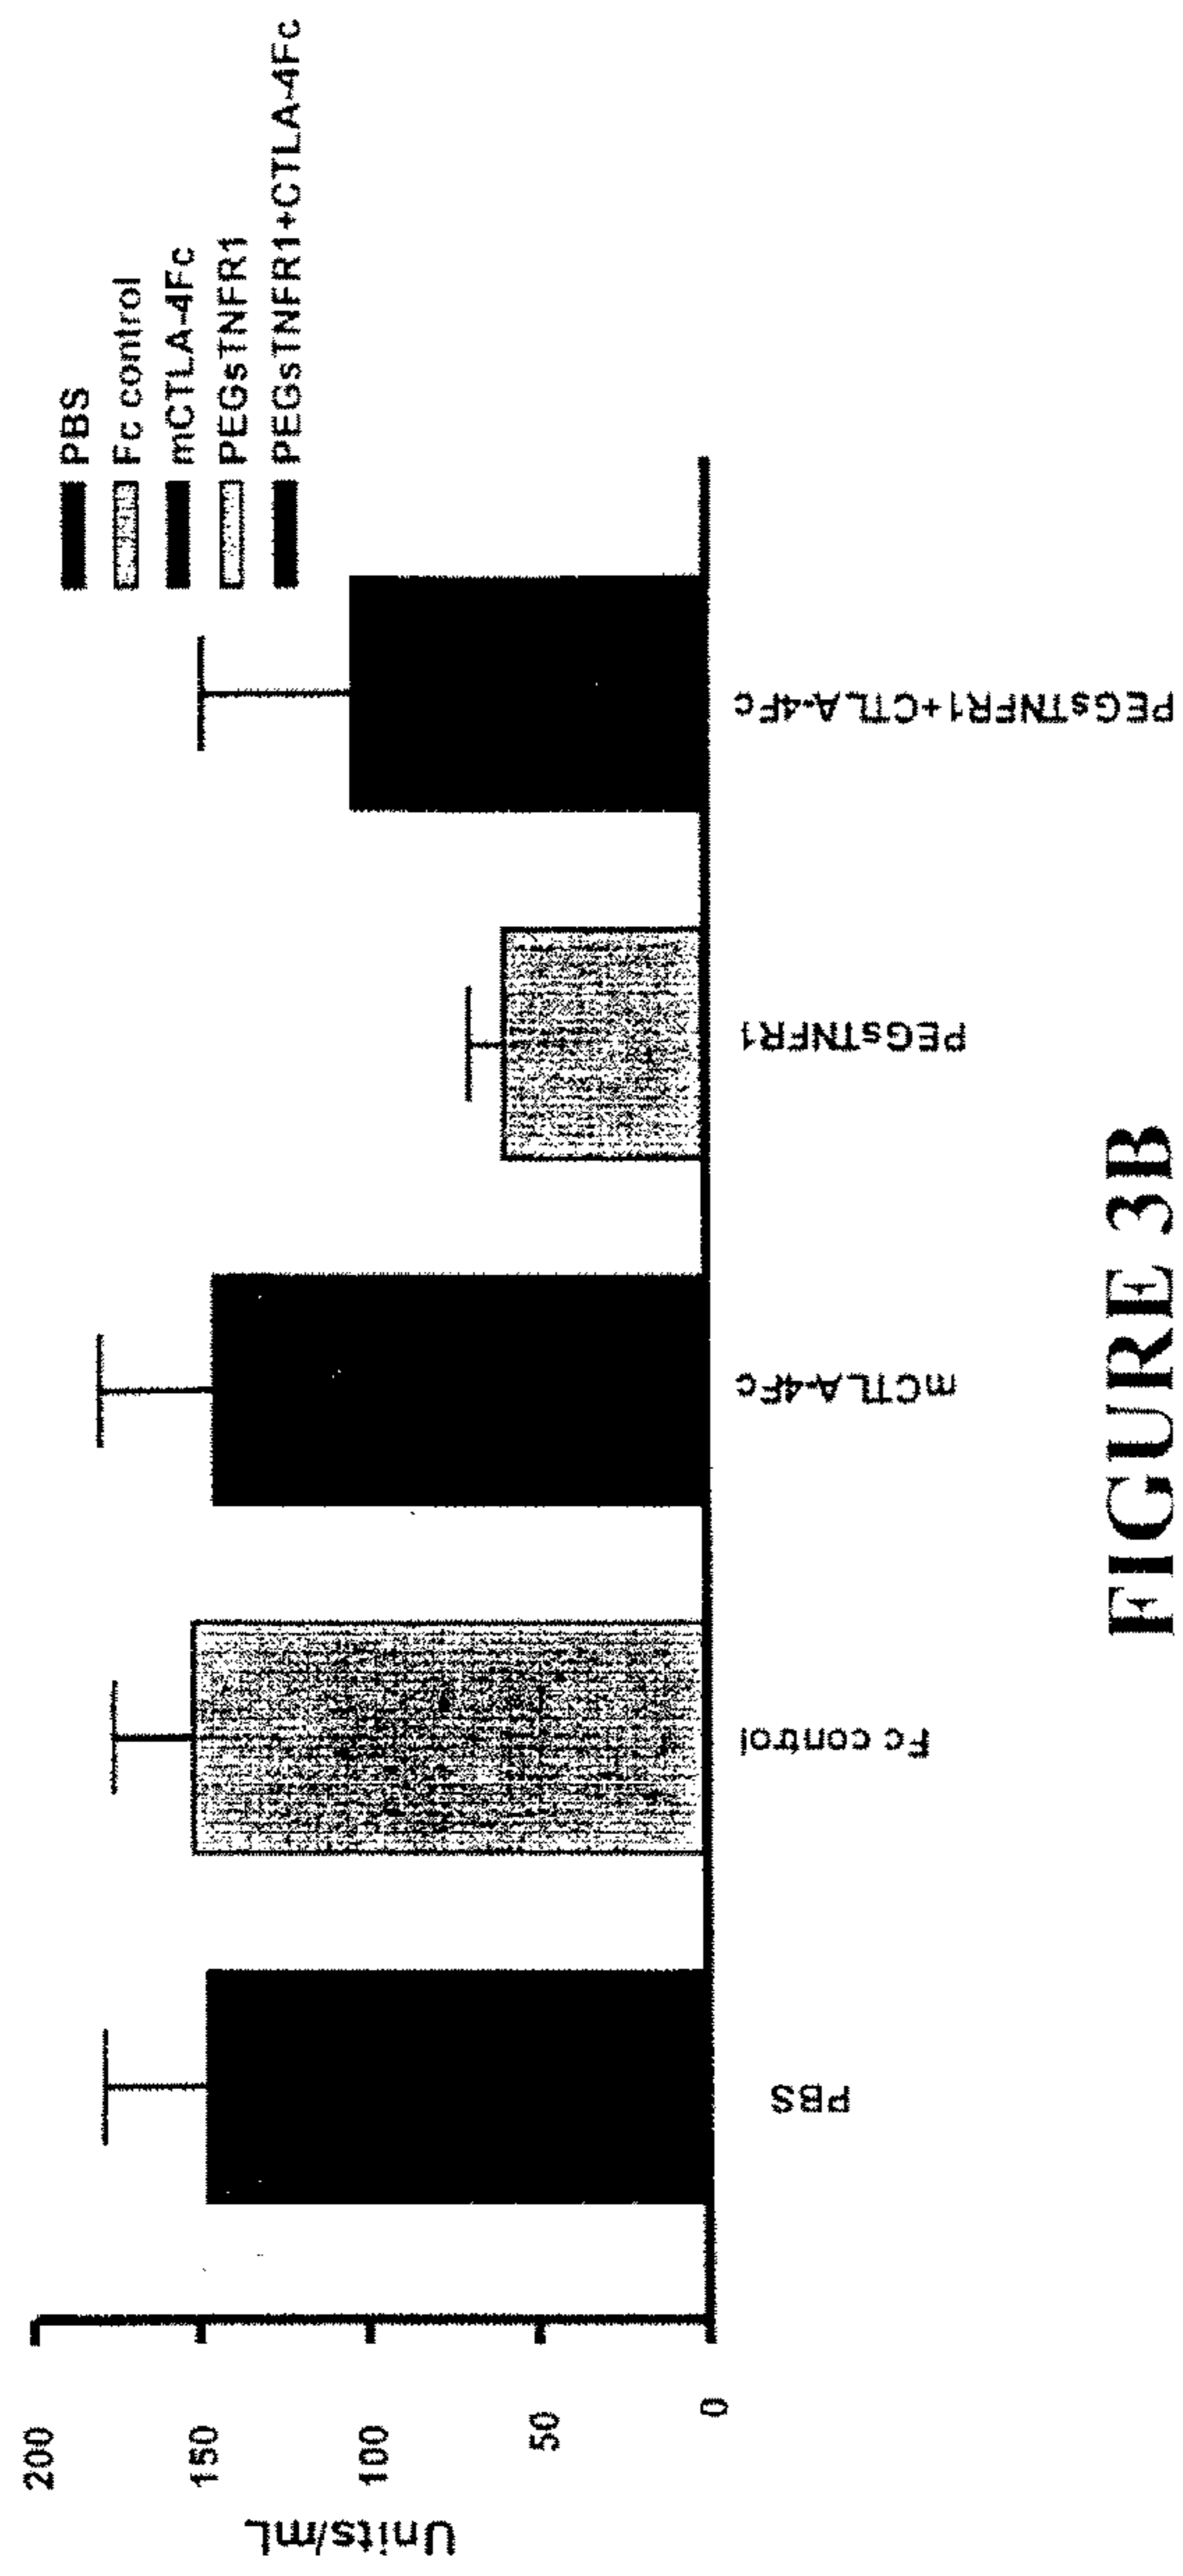 PBS
Fc control
mCTLA-4Fc
PEGsTNFR1
PEGsTNFR1+CTLA-4Fc
200
150
100
50
0
Units/mL
PBS
Fc control
mCTLA-4Fc
PEGsTNFR1
PEGsTNFR1+CTLA-4Fc
FIGURE 3B